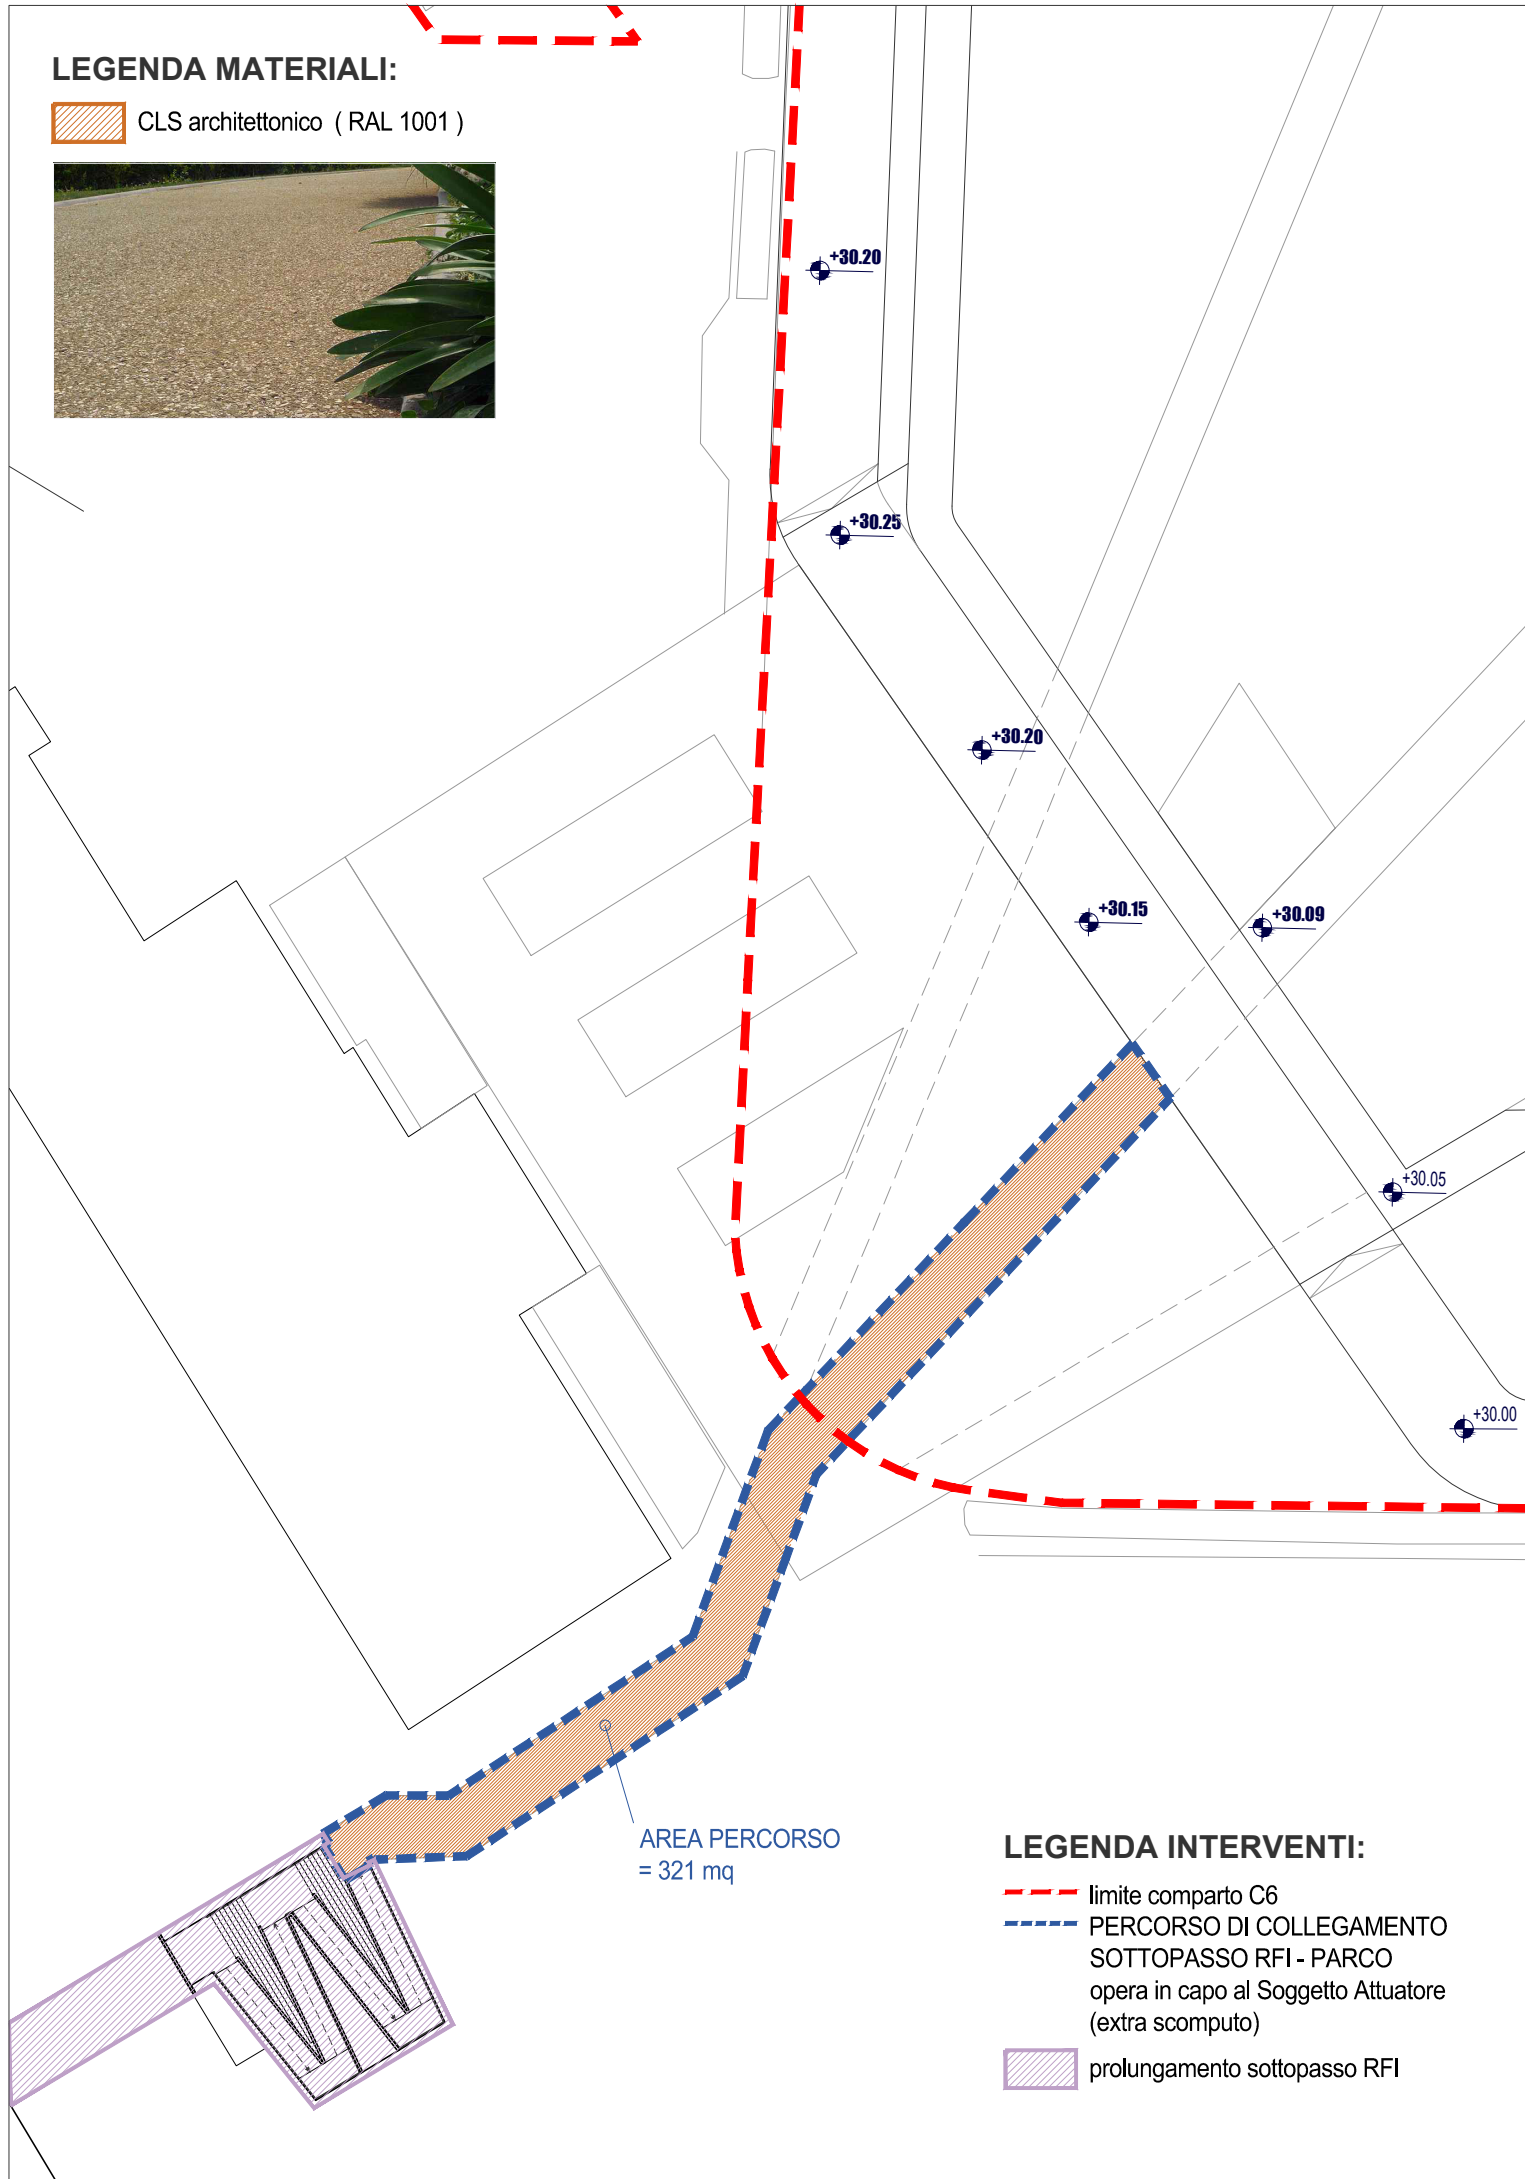 LEGENDA MATERIALI:
CLS architettonico ( RAL 1001 )
+30.20
+30.25
+30.20
+30.15
+30.09
+30.05
+30.00
AREA PERCORSO
= 321 mq
LEGENDA INTERVENTI:
limite comparto C6
PERCORSO DI COLLEGAMENTO
SOTTOPASSO RFI - PARCO
opera in capo al Soggetto Attuatore
(extra scomputo)
prolungamento sottopasso RFI